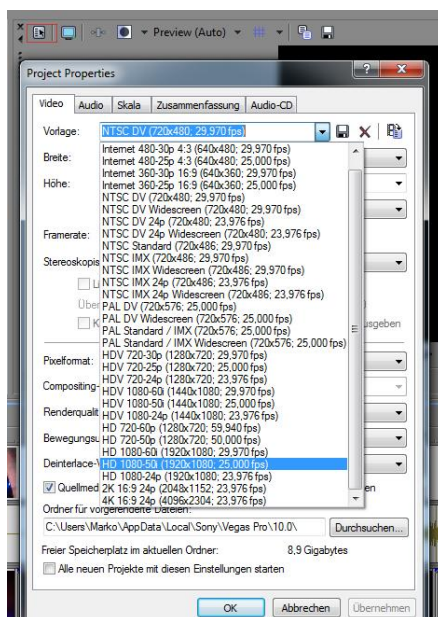 Preview (Auto)
Project Properties
Video Audio Skala Zusammenfassung Audio-CD
Vorlage: NTSC DV (720x480; 29,970 fps)
Internet 480-30p 4:3 (640x480; 29,970 fps)
Breite: Internet 480-25p 4:3 (640x480; 25,000 fps)
Internet 360-30p 16:9 (640x360; 29,970 fps)
Höhe: Internet 360-25p 16:9 (640x360; 25,000 fps)
NTSC DV (720x480; 29,970 fps)
NTSC DV Widescreen (720x480; 29,970 fps)
NTSC DV 24p (720x480; 23,976 fps)
Framerate: NTSC DV 24p Widescreen (720x480; 23,976 fps)
NTSC Standard (720x486; 29,970 fps)
NTSC IMX (720x486; 29,970 fps)
Stereoskopis NTSC IMX Widescreen (720x486; 29,970 fps)
NTSC IMX 24p (720x486; 23,976 fps)
NTSC IMX 24p Widescreen (720x486; 23,976 fps)
Über PAL DV (720x576; 25,000 fps)
PAL DV Widescreen (720x576; 25,000 fps)
K PAL Standard / IMX (720x576; 25,000 fps) usgeben
PAL Standard / IMX Widescreen (720x576; 25,000 fps)
Pixelformat: HDV 720-30p (1280x720; 29,970 fps)
HDV 720-25p (1280x720; 25,000 fps)
Compositing- HDV 720-24p (1280x720; 23,976 fps)
HDV 1080-60i (1440x1080; 29,970 fps)
HDV 1080-50i (1440x1080; 25,000 fps)
Renderqualit HDV 1080-24p (1440x1080; 23,976 fps)
HD 720-60p (1280x720; 59,940 fps)
Bewegungsu HD 720-50p (1280x720; 50,000 fps)
HD 1080-60i (1920x1080; 29,970 fps)
Deinterlace-V HD 1080-50i (1920x1080; 25,000 fps)
HD 1080-24p (1920x1080; 23,976 fps)
Quellmed 2K 16:9 24p (2048x1152; 23,976 fps) en
4K 16:9 24p (4096x2304; 23,976 fps)
Ordner für vorgerenderte Dateien:
C:\Users\Marko\AppData\Local\Sony\Vegas Pro\10.0\ Durchsuchen...
Freier Speicherplatz im aktuellen Ordner: 8,9 Gigabytes
Alle neuen Projekte mit diesen Einstellungen starten
OK Abbrechen Übernehmen